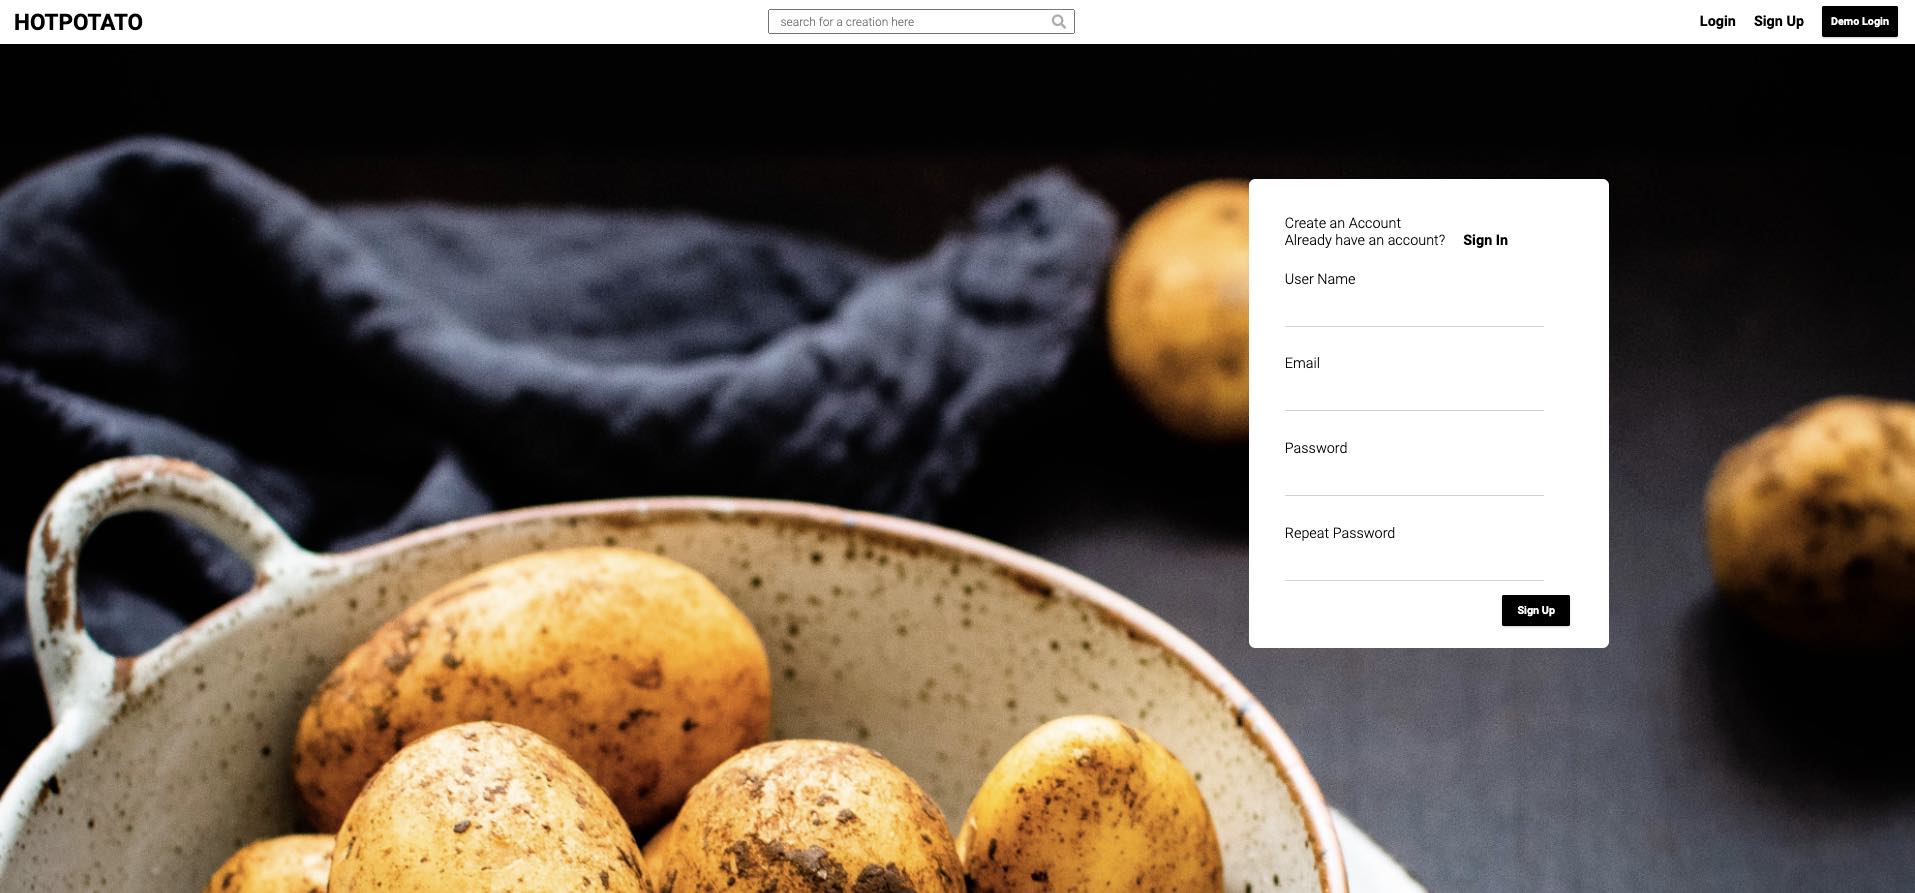 HOTPOTATO
search for a creation here
Login Sign Up Demo Login
Create an Account
Already have an account? Sign In
User Name
Email
Password
Repeat Password
Sign Up